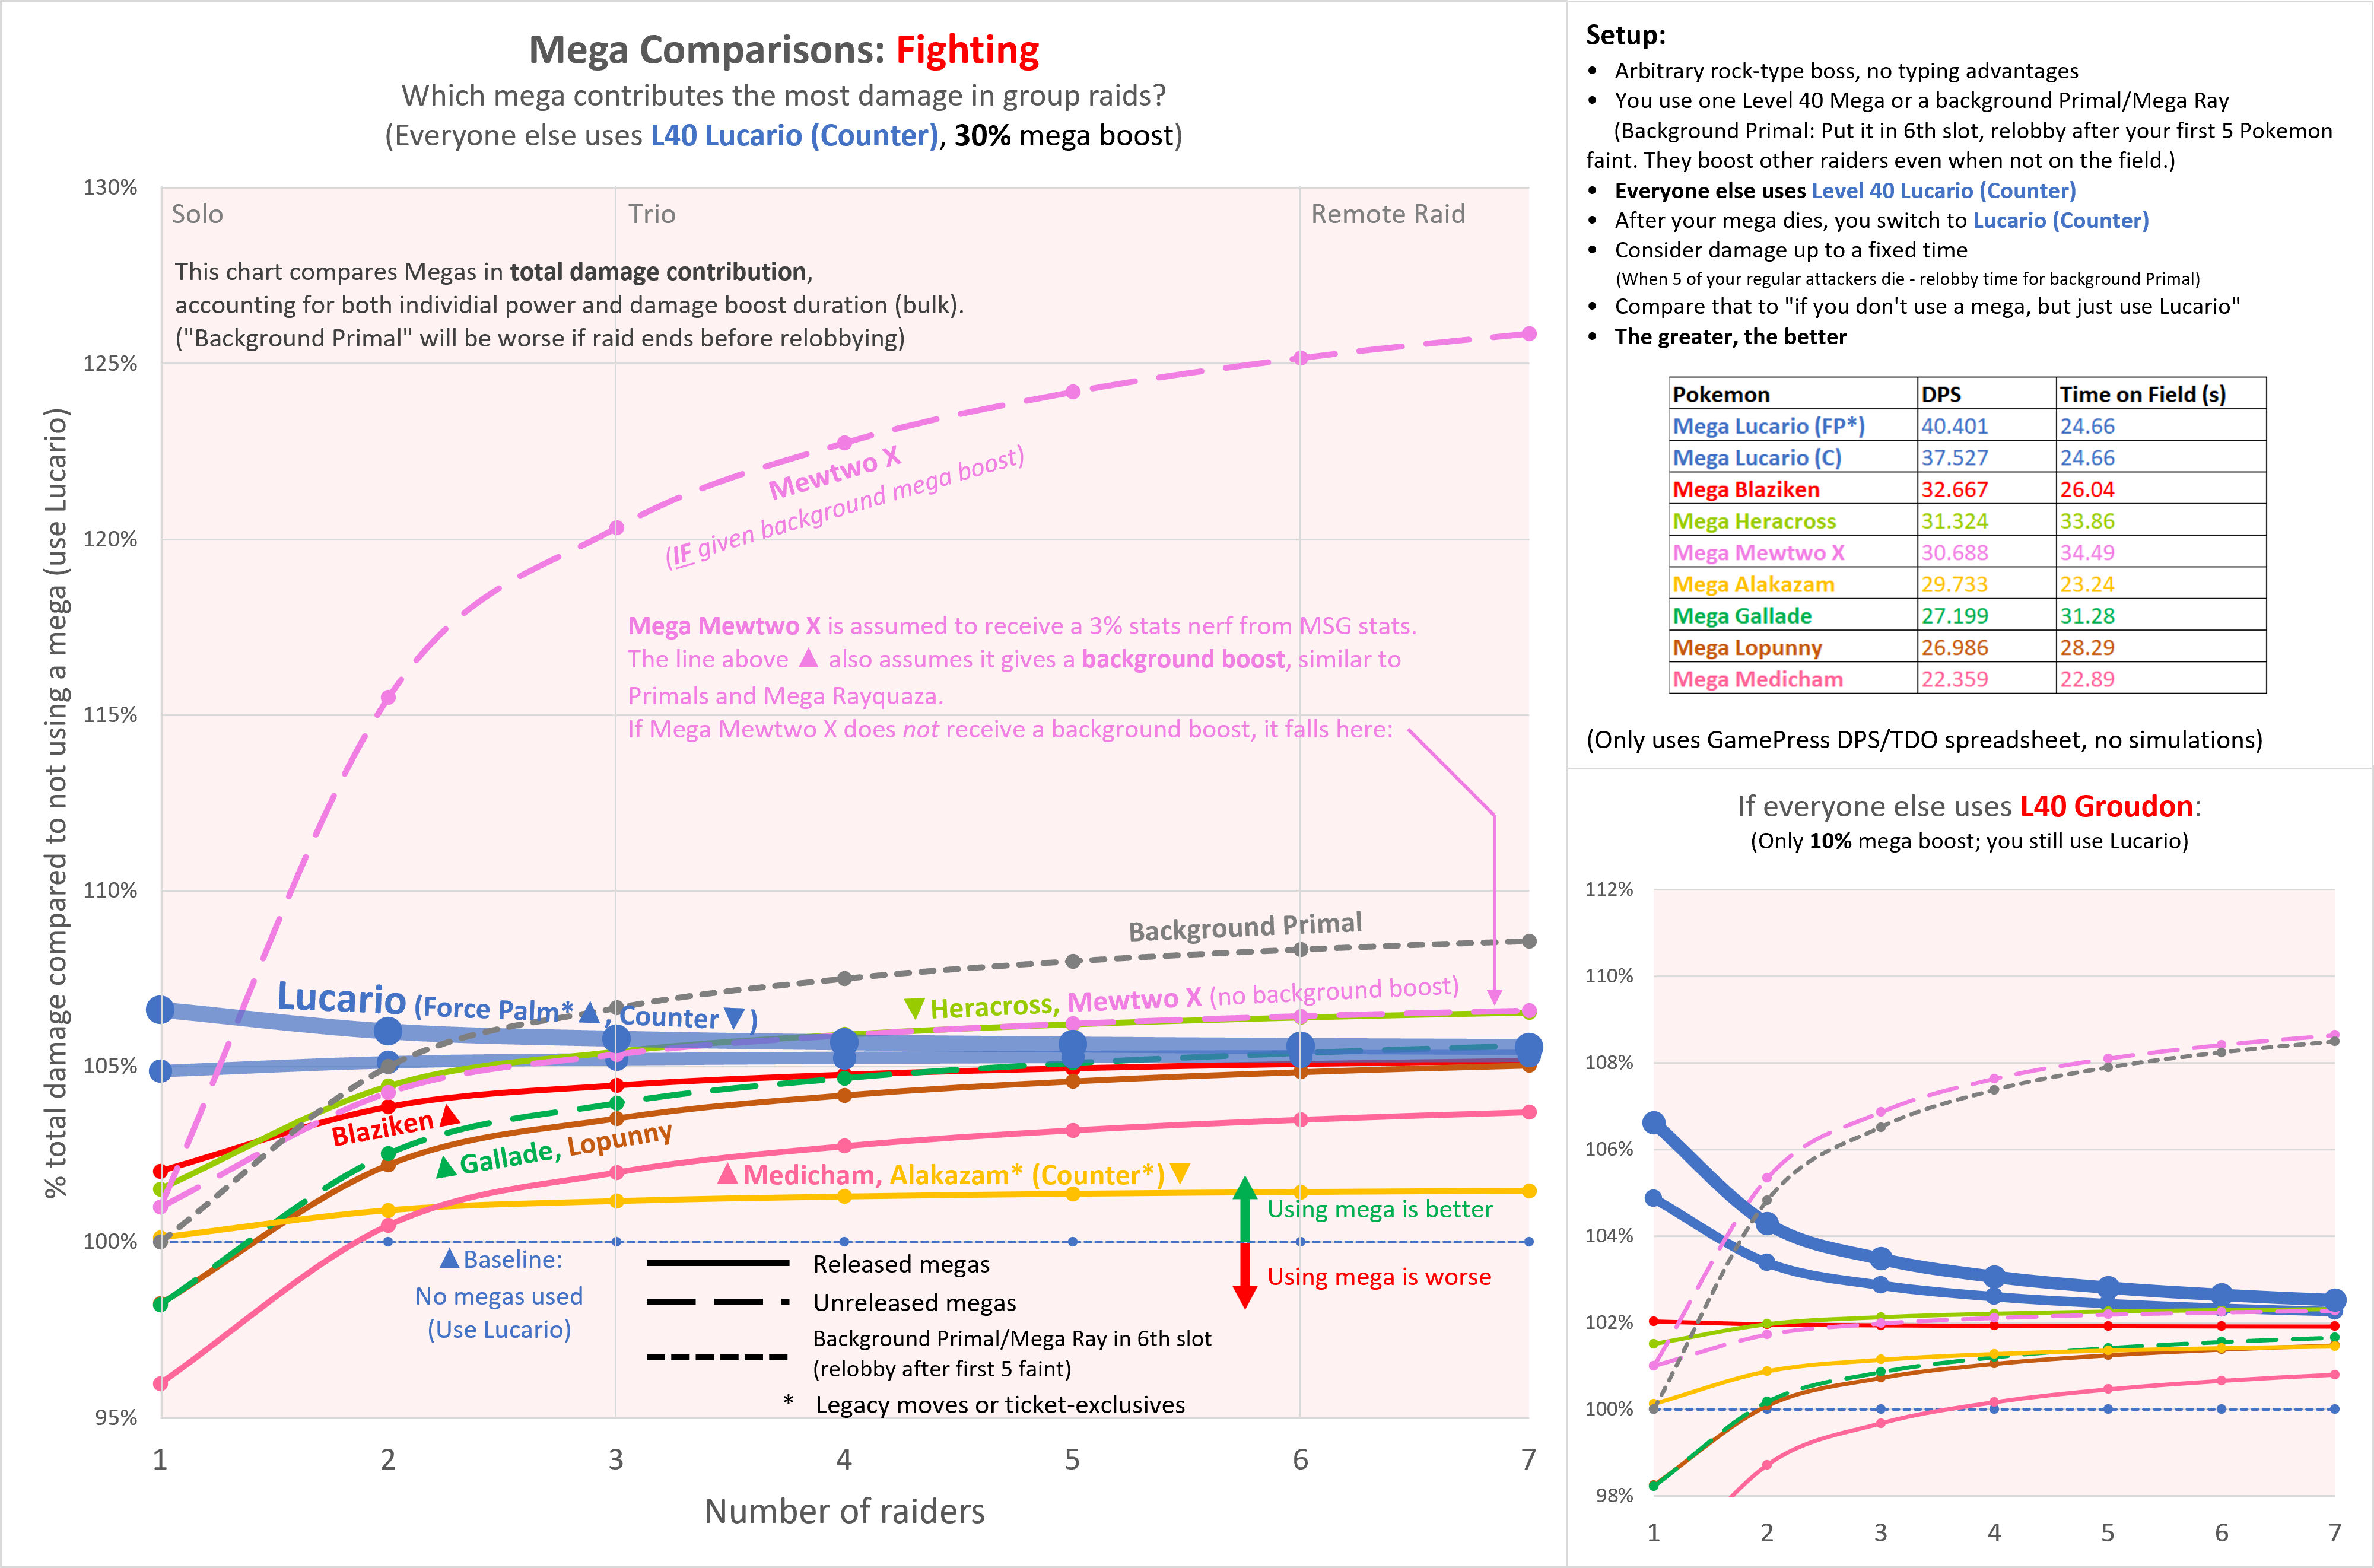 Mega Comparisons: Fighting
Which mega contributes the most damage in group raids?
(Everyone else uses L40 Lucario (Counter), 30% mega boost)
% total damage compared to not using a mega (use Lucario)
130%
125%
120%
115%
110%
105%
100%
95%
Solo
Trio
Remote Raid
This chart compares Megas in total damage contribution,
accounting for both individial power and damage boost duration (bulk).
("Background Primal" will be worse if raid ends before relobbying)
Mewtwo X
(IF given background mega boost)
Mega Mewtwo X is assumed to receive a 3% stats nerf from MSG stats.
The line above ▲ also assumes it gives a background boost, similar to
Primals and Mega Rayquaza.
If Mega Mewtwo X does not receive a background boost, it falls here:
Background Primal
Lucario (Force Palm* ▲, Counter ▼)
▼ Heracross, Mewtwo X (no background boost)
Blaziken ▲
▲ Gallade, Lopunny
▲ Medicham, Alakazam* (Counter*) ▼
Using mega is better
Using mega is worse
▲ Baseline:
No megas used
(Use Lucario)
Released megas
Unreleased megas
Background Primal/Mega Ray in 6th slot
(relobby after first 5 faint)
* Legacy moves or ticket-exclusives
1 2 3 4 5 6 7
Number of raiders
Setup:
• Arbitrary rock-type boss, no typing advantages
• You use one Level 40 Mega or a background Primal/Mega Ray
(Background Primal: Put it in 6th slot, relobby after your first 5 Pokemon
faint. They boost other raiders even when not on the field.)
• Everyone else uses Level 40 Lucario (Counter)
• After your mega dies, you switch to Lucario (Counter)
• Consider damage up to a fixed time
(When 5 of your regular attackers die - relobby time for background Primal)
• Compare that to "if you don't use a mega, but just use Lucario"
• The greater, the better
Pokemon DPS Time on Field (s)
Mega Lucario (FP*) 40.401 24.66
Mega Lucario (C) 37.527 24.66
Mega Blaziken 32.667 26.04
Mega Heracross 31.324 33.86
Mega Mewtwo X 30.688 34.49
Mega Alakazam 29.733 23.24
Mega Gallade 27.199 31.28
Mega Lopunny 26.986 28.29
Mega Medicham 22.359 22.89
(Only uses GamePress DPS/TDO spreadsheet, no simulations)
If everyone else uses L40 Groudon:
(Only 10% mega boost; you still use Lucario)
112%
110%
108%
106%
104%
102%
100%
98%
1 2 3 4 5 6 7